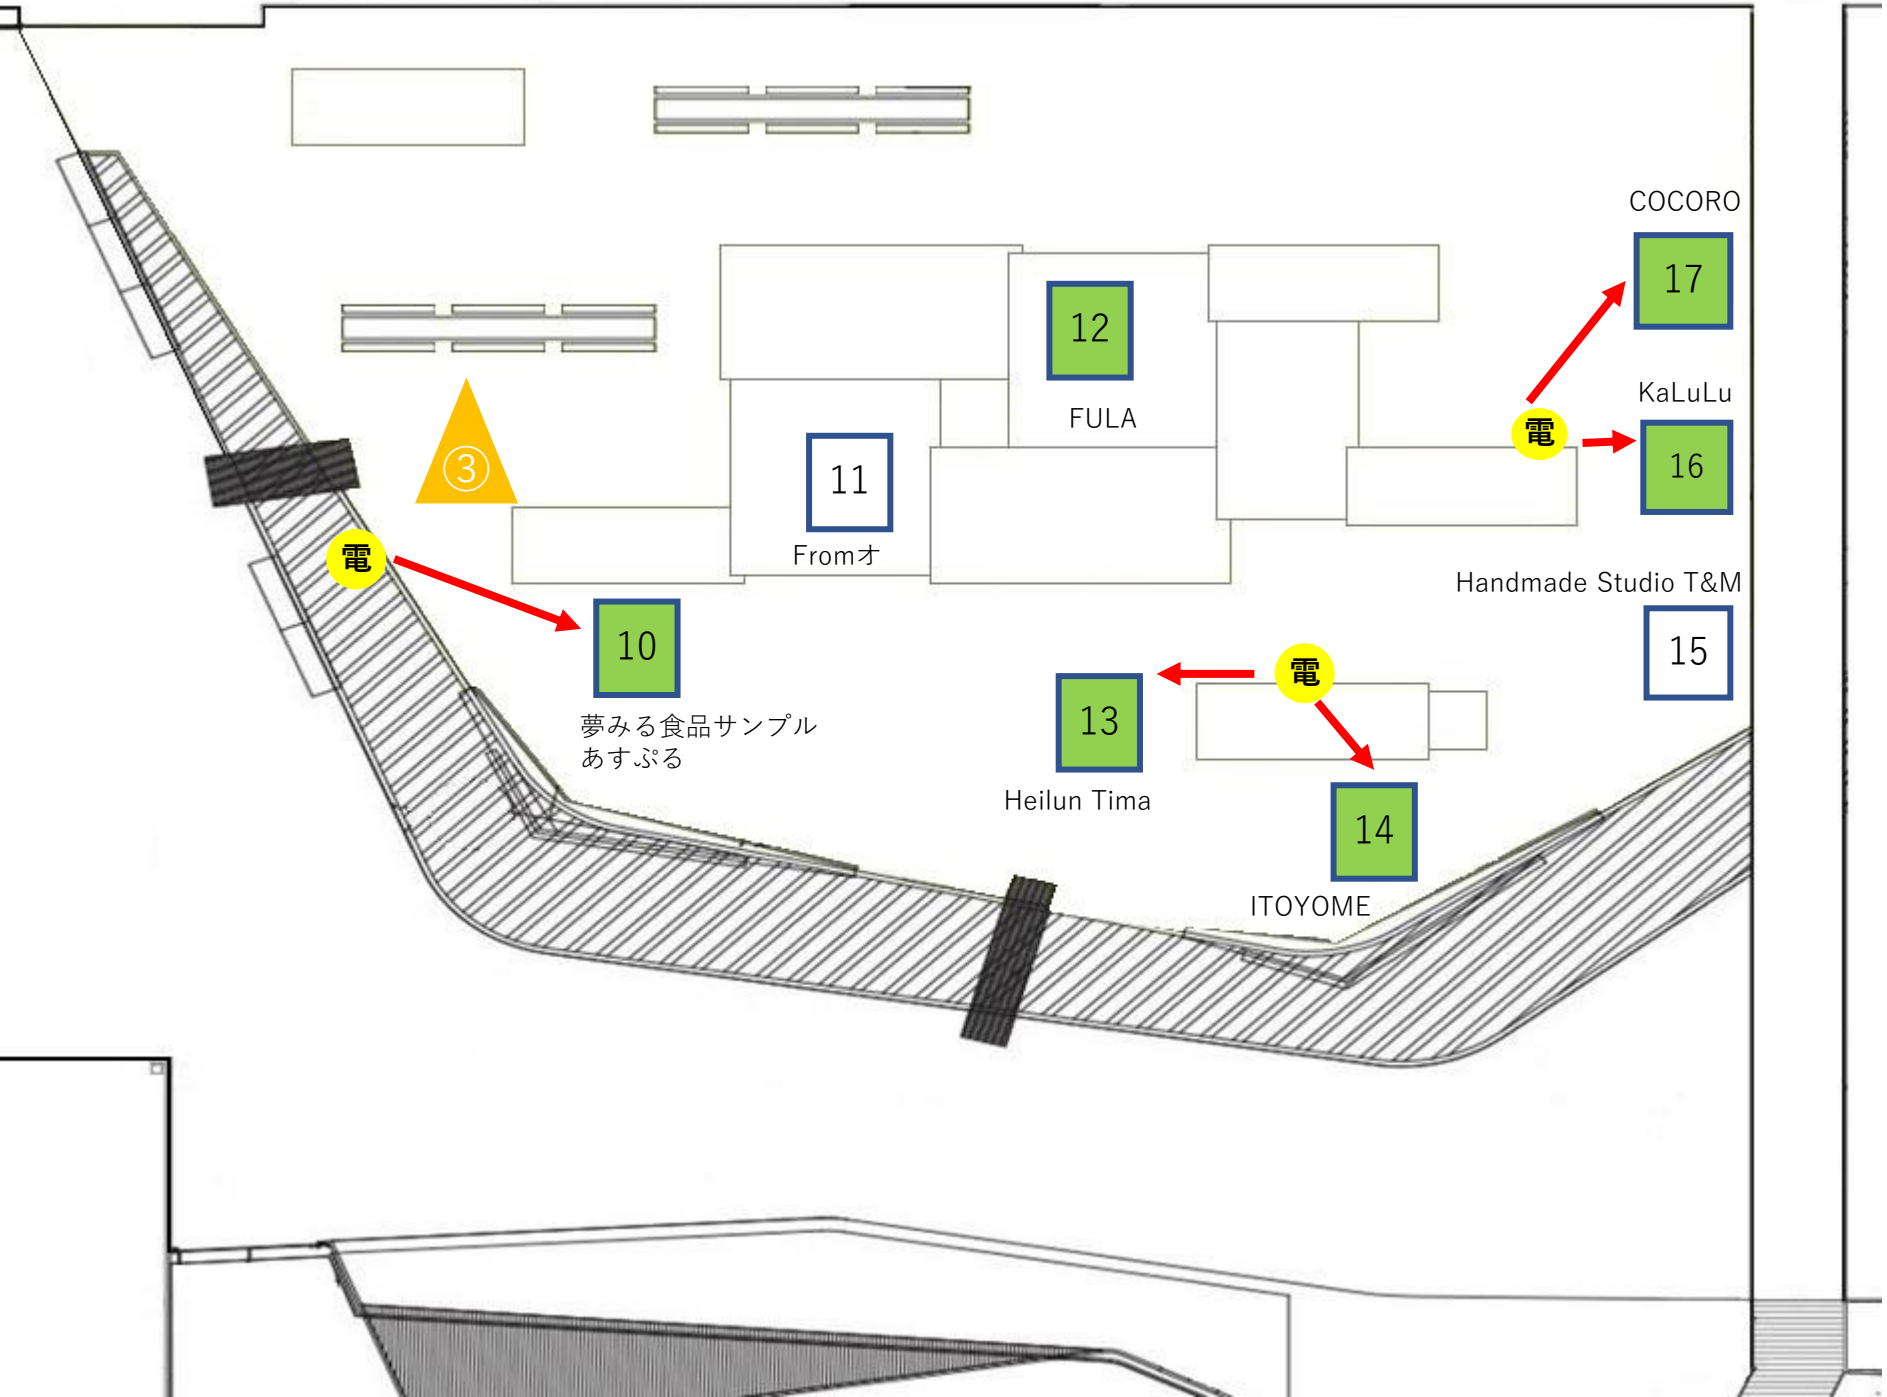 COCORO
17
12
KaLuLu
FULA
電
16
③
11
Fromオ
電
Handmade Studio T&M
15
10
電
13
夢みる食品サンプル
あすぷる
Heilun Tima
14
ITOYOME